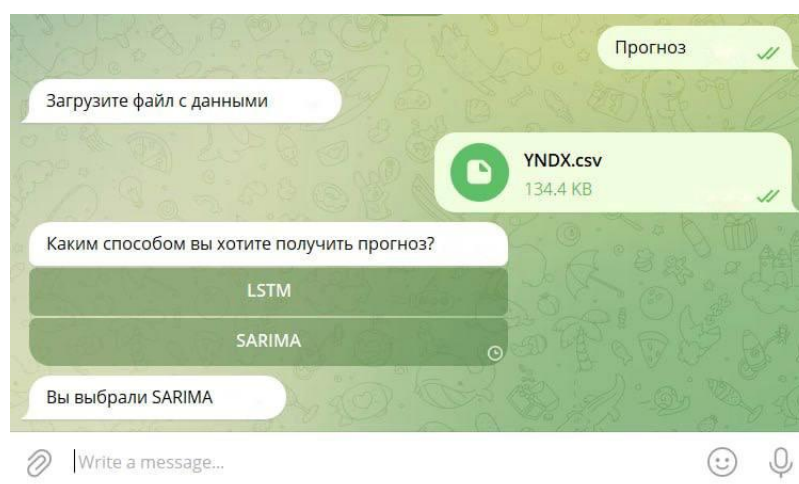 Прогноз
Загрузите файл с данными
YNDX.csv
134.4 KB
Каким способом вы хотите получить прогноз?
LSTM
SARIMA
Вы выбрали SARIMA
Write a message...